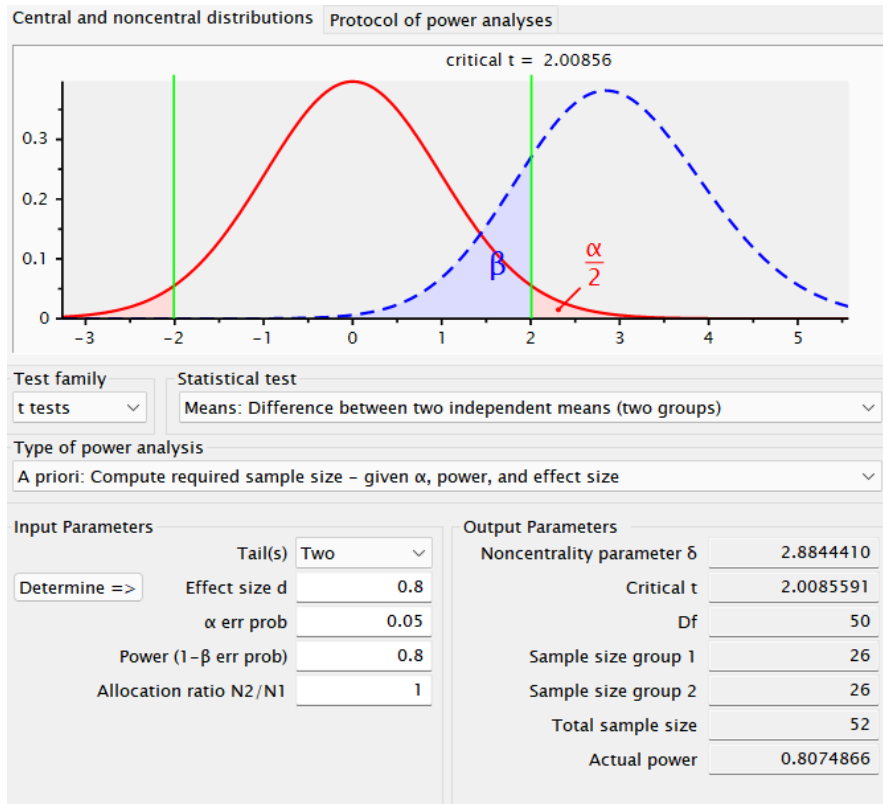 Central and noncentral distributions Protocol of power analyses
critical t = 2.00856
0.3
0.2
0.1
0
β
α
2
-3 -2 -1 0 1 2 3 4 5
Test family Statistical test
t tests Means: Difference between two independent means (two groups)
Type of power analysis
A priori: Compute required sample size – given α, power, and effect size
Input Parameters Output Parameters
Tail(s) Two Noncentrality parameter δ 2.8844410
Determine => Effect size d 0.8 Critical t 2.0085591
α err prob 0.05 Df 50
Power (1-β err prob) 0.8 Sample size group 1 26
Allocation ratio N2/N1 1 Sample size group 2 26
Total sample size 52
Actual power 0.8074866